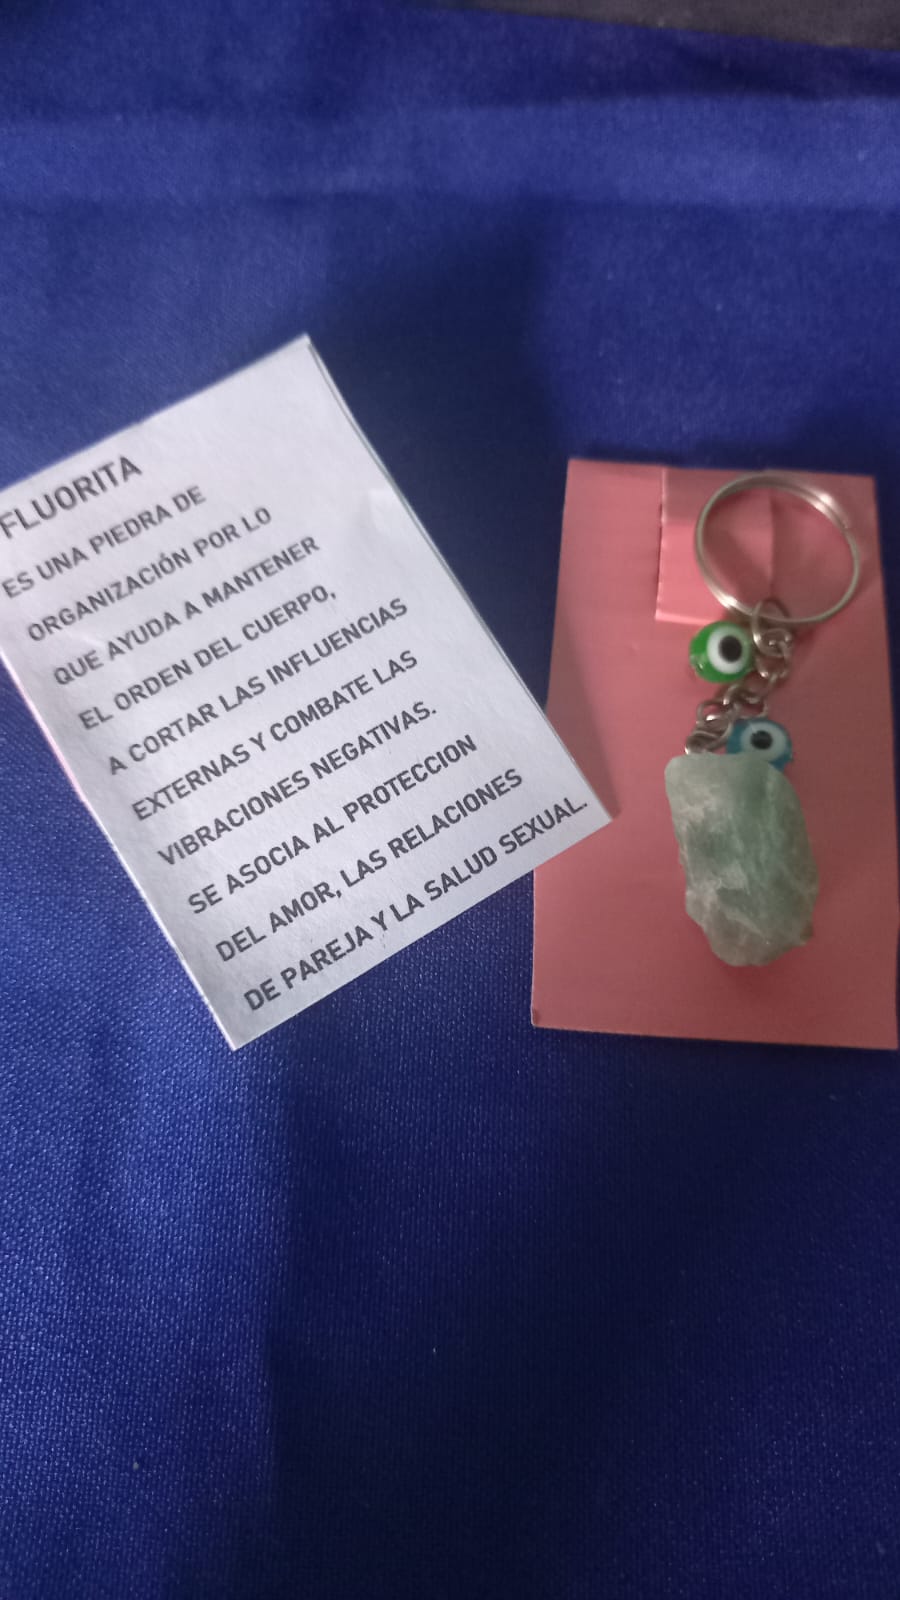 FLUORITA
ES UNA PIEDRA DE
ORGANIZACIÓN POR LO
QUE AYUDA A MANTENER
EL ORDEN DEL CUERPO,
A CORTAR LAS INFLUENCIAS
EXTERNAS Y COMBATE LAS
VIBRACIONES NEGATIVAS.
SE ASOCIA AL PROTECCION
DEL AMOR, LAS RELACIONES
DE PAREJA Y LA SALUD SEXUAL.